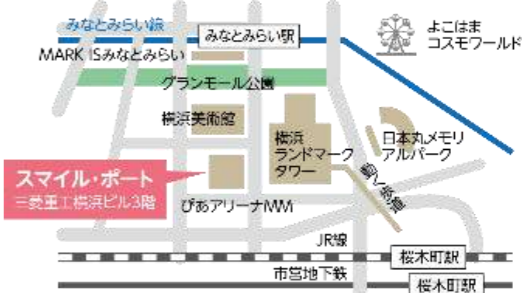 みなとみらい線
みなとみらい駅
よこはま
コスモワールド
MARK ISみなとみらい
グランモール公園
横浜美術館
横浜
ランドマーク
タワー
日本丸メモリ
アルパーク
動く歩道
スマイル・ポート
三菱重工横浜ビル3階
ぴあアリーナMM
JR線
桜木町駅
市営地下鉄
桜木町駅